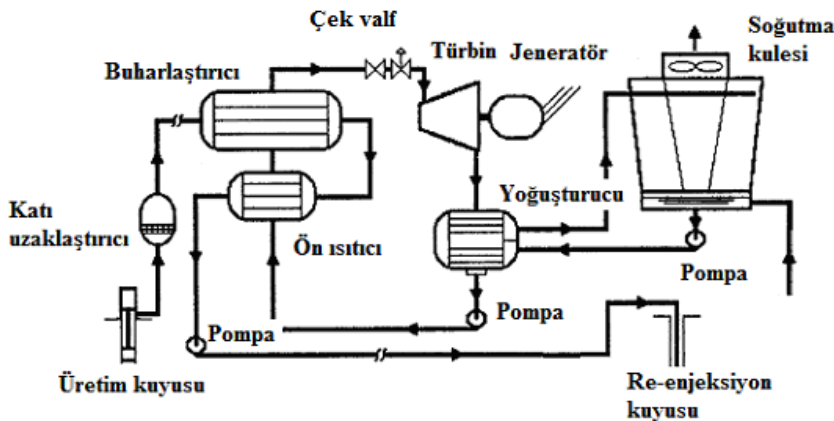 Çek valf
Soğutma
kulesi
Türbin Jeneratör
Buharlaştırıcı
Katı
uzaklaştırıcı
Yoğuşturucu
Ön ısıtıcı
Pompa
Pompa
Pompa
Üretim kuyusu
Re-enjeksiyon
kuyusu